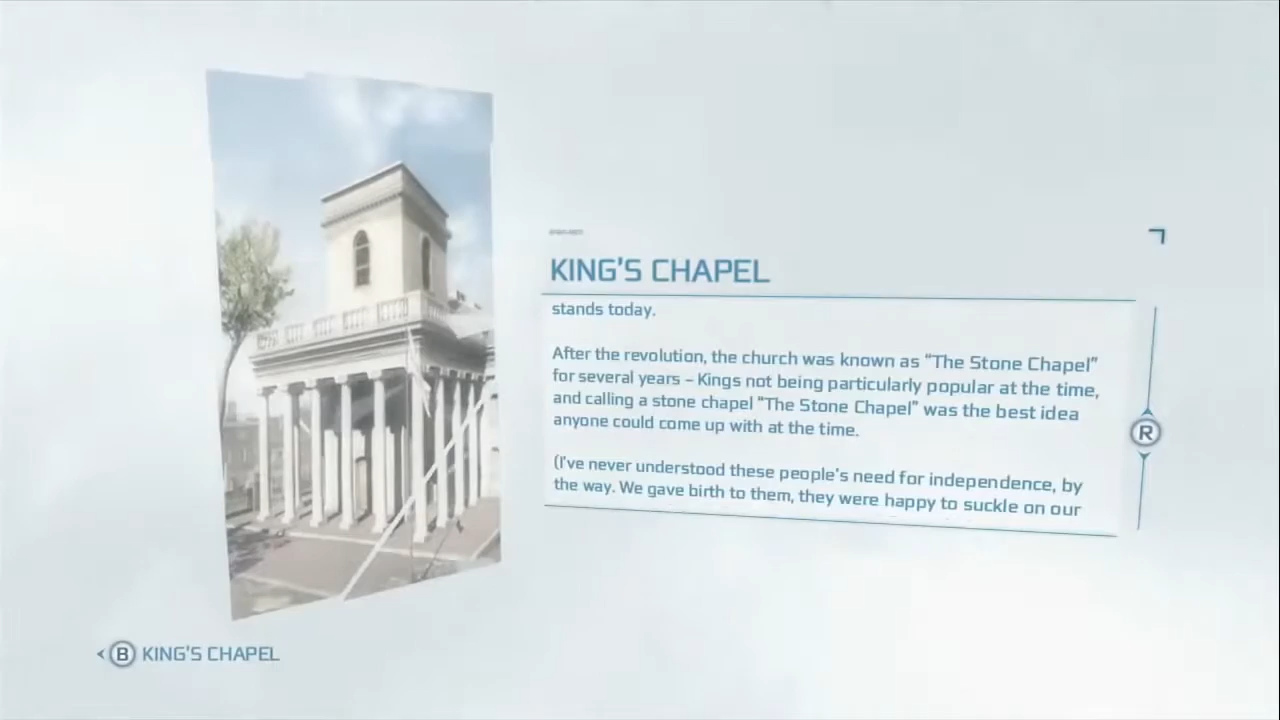 KING'S CHAPEL
stands today.
After the revolution, the church was known as "The Stone Chapel"
for several years – Kings not being particularly popular at the time,
and calling a stone chapel "The Stone Chapel" was the best idea
anyone could come up with at the time.
(I've never understood these people's need for independence, by
the way. We gave birth to them, they were happy to suckle on our
R
B KING'S CHAPEL